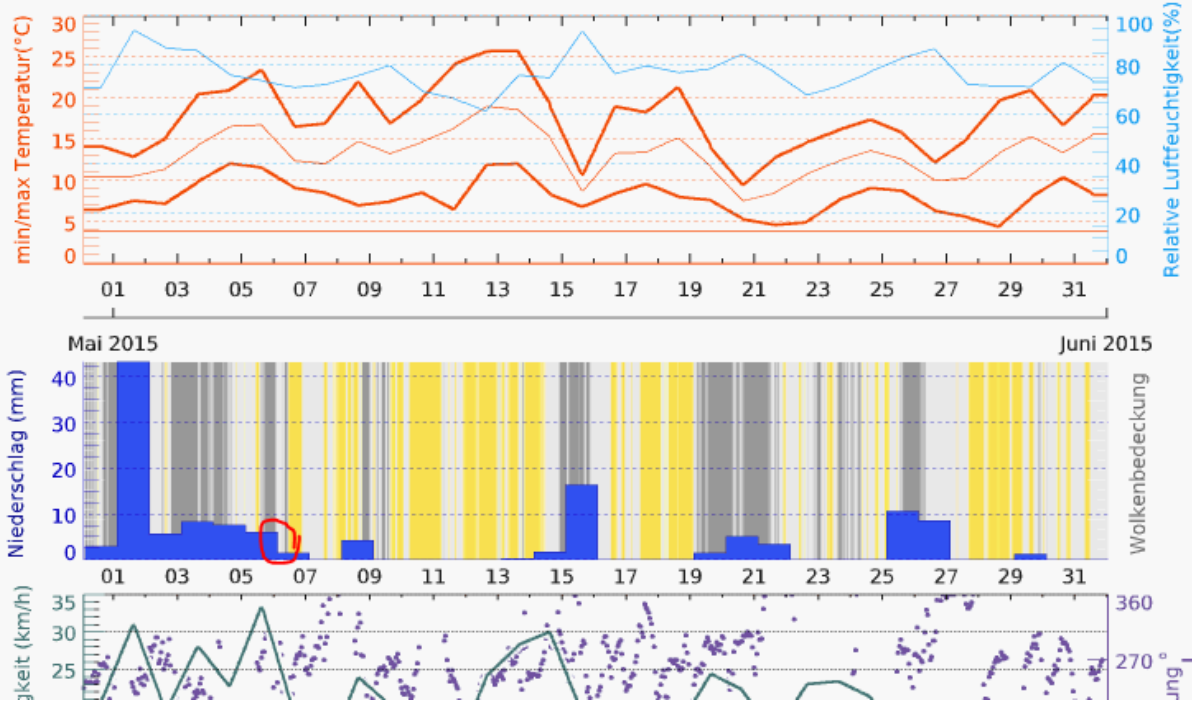 min/max Temperatur(°C)
30
25
20
15
10
5
0
100
80
60
40
20
0
Relative Luftfeuchtigkeit(%)
01 03 05 07 09 11 13 15 17 19 21 23 25 27 29 31
Mai 2015 Juni 2015
Niederschlag (mm)
40
30
20
10
0
Wolkenbedeckung
01 03 05 07 09 11 13 15 17 19 21 23 25 27 29 31
gkeit (km/h)
35
30
25
360
270 °
ung